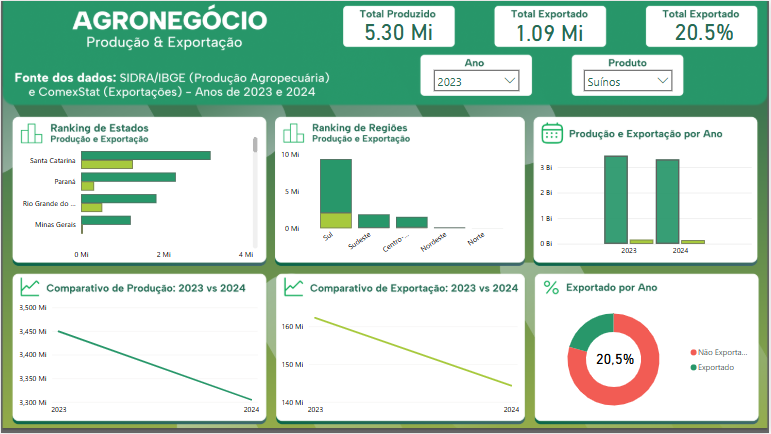 AGRONEGÓCIO
Produção & Exportação
Total Produzido
5.30 Mi
Total Exportado
1.09 Mi
Total Exportado
20.5%
Fonte dos dados: SIDRA/IBGE (Produção Agropecuária)
e ComexStat (Exportações) - Anos de 2023 e 2024
Ano
2023
Produto
Suínos
Ranking de Estados
Produção e Exportação
Santa Catarina
Paraná
Rio Grande do ...
Minas Gerais
0 Mi
2 Mi
4 Mi
Ranking de Regiões
Produção e Exportação
10 Mi
5 Mi
0 Mi
Sul
Sudeste
Centro-...
Nordeste
Norte
Produção e Exportação por Ano
3 Bi
2 Bi
1 Bi
0 Bi
2023
2024
Comparativo de Produção: 2023 vs 2024
3,500 Mi
3,450 Mi
3,400 Mi
3,350 Mi
3,300 Mi
2023
2024
Comparativo de Exportação: 2023 vs 2024
160 Mi
150 Mi
140 Mi
2023
2024
% Exportado por Ano
20,5%
Não Exporta...
Exportado